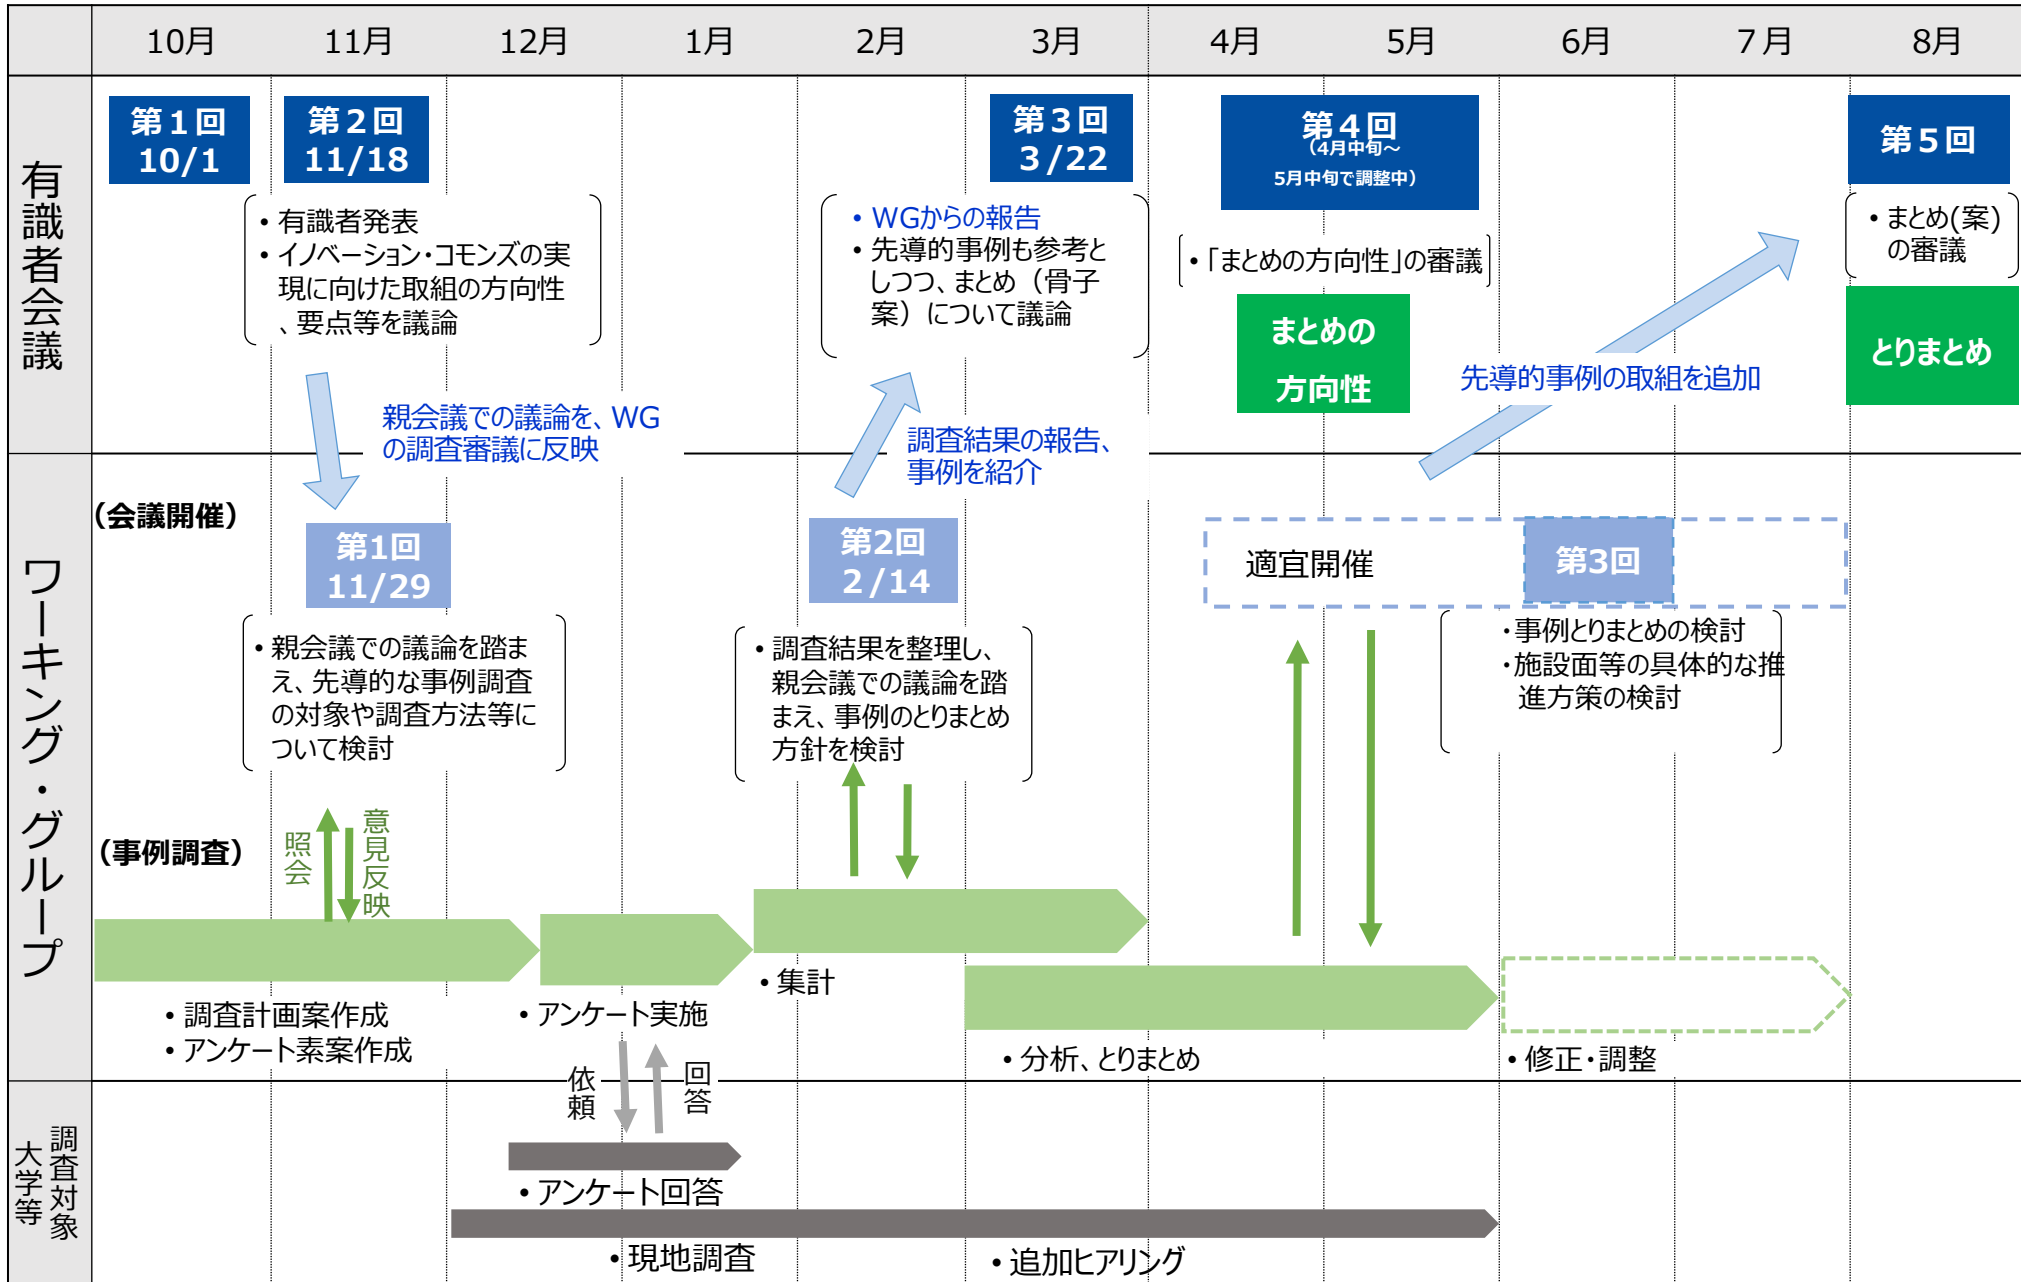 10月
11月
12月
1月
2月
3月
4月
5月
6月
７月
8月
有識者会議
第１回
10/1
第２回
11/18
第３回
３/22
第４回
（4月中旬～
5月中旬で調整中）
第５回
• 有識者発表
• イノベーション・コモンズの実
現に向けた取組の方向性
、要点等を議論
• WGからの報告
• 先導的事例も参考と
しつつ、まとめ（骨子
案）について議論
• 「まとめの方向性」の審議
• まとめ(案)
の審議
まとめの
方向性
とりまとめ
親会議での議論を、WG
の調査審議に反映
調査結果の報告、
事例を紹介
先導的事例の取組を追加
ワーキング・グループ
（会議開催）
第1回
11/29
第2回
２/14
適宜開催
第3回
• 親会議での議論を踏ま
え、先導的な事例調査
の対象や調査方法等に
ついて検討
• 調査結果を整理し、
親会議での議論を踏
まえ、事例のとりまとめ
方針を検討
・事例とりまとめの検討
・施設面等の具体的な推
進方策の検討
（事例調査）
照会
意見反映
• 調査計画案作成
• アンケート素案作成
• アンケート実施
• 集計
• 分析、とりまとめ
• 修正・調整
依頼
回答
調査対象
大学等
• アンケート回答
• 現地調査
• 追加ヒアリング